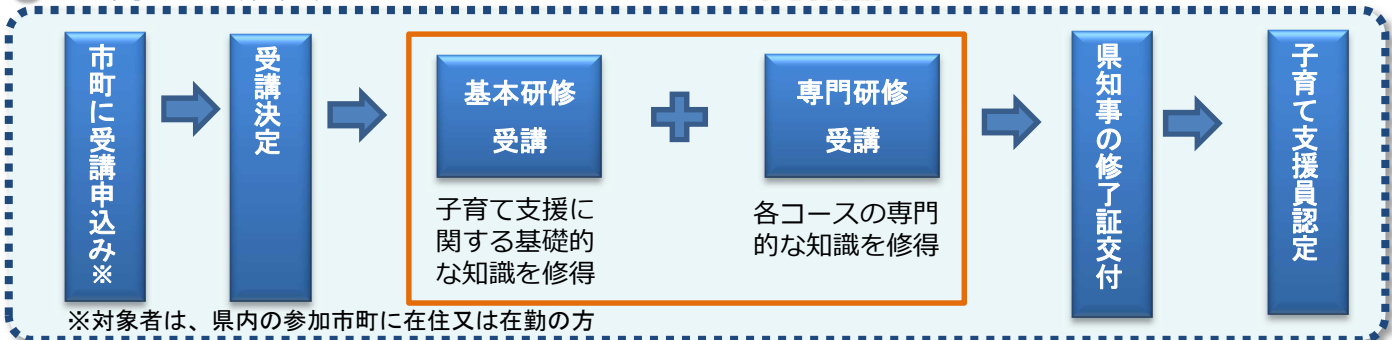 市町に受講申込み※
受講決定
基本研修
受講
子育て支援に
関する基礎的
な知識を修得
専門研修
受講
各コースの専門
的な知識を修得
県知事の修了証交付
子育て支援員認定
※対象者は、県内の参加市町に在住又は在勤の方